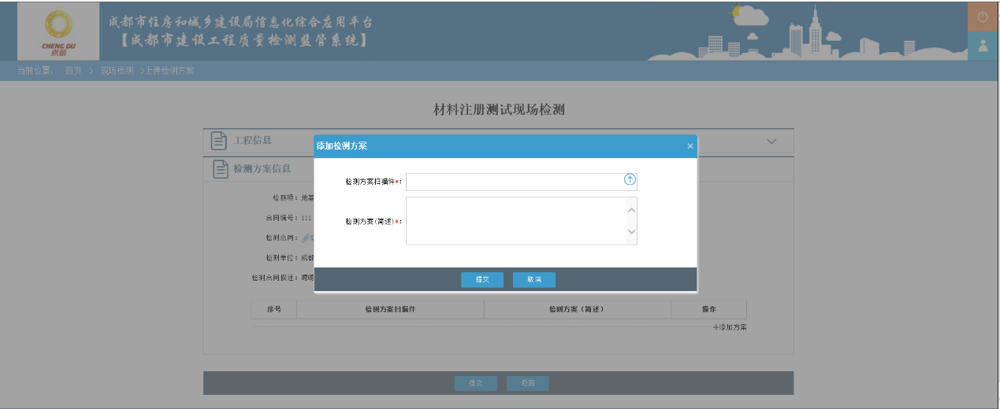 成都市住房和城乡建设局信息化综合应用平台
【成都市建设工程质量检测监管系统】
CHENG DU
成都
当前位置： 首页 > 现场检测 >上传检测方案
材料注册测试现场检测
工程信息
添加检测方案 ×
检测方案信息
检测方案扫描件*：
检测项：地基
合同编号：111
检测方案(简述)*：
检测合同：
检测单位：成都
检测合同描述：嗯嗯
提交 取消
序号 检测方案扫描件 检测方案（简述） 操作
+添加方案
提交 返回